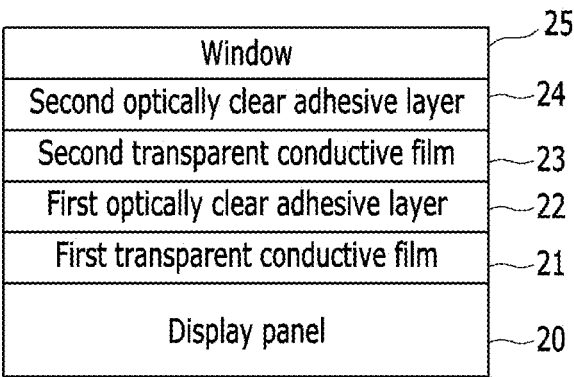 25
Window
Second optically clear adhesive layer
24
Second transparent conductive film
23
First optically clear adhesive layer
22
First transparent conductive film
21
Display panel
20